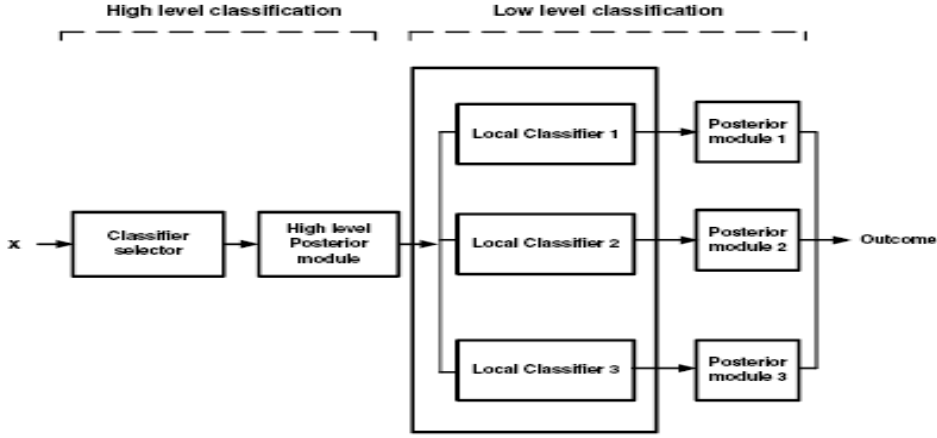 High level classification
Low level classification
Local Classifier 1
Posterior
module 1
x
Classifier
selector
High level
Posterior
module
Local Classifier 2
Posterior
module 2
Outcome
Local Classifier 3
Posterior
module 3